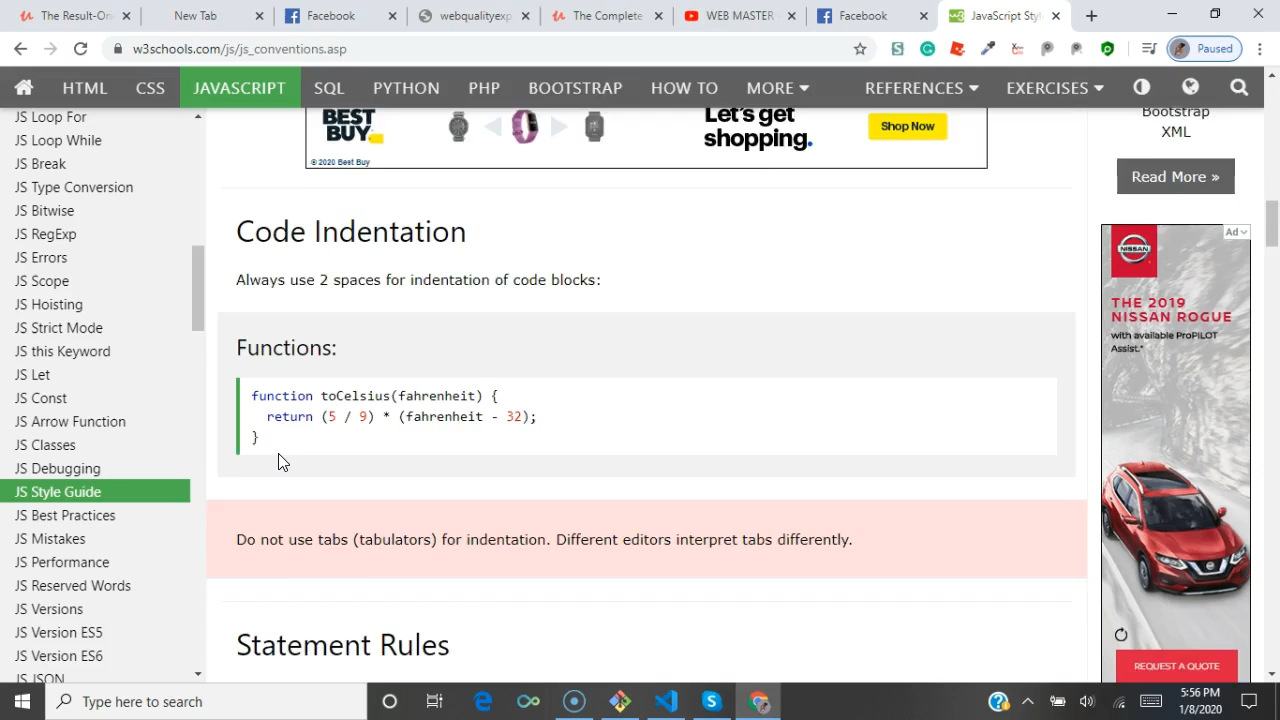 The Result-On
New Tab
Facebook
webqualityexp
The Complete
WEB MASTER
Facebook
JavaScript Sty
w3schools.com/js/js_conventions.asp
Paused
HTML
CSS
JAVASCRIPT
SQL
PYTHON
PHP
BOOTSTRAP
HOW TO
MORE
REFERENCES
EXERCISES
JS Loop For
JS Loop While
JS Break
JS Type Conversion
JS Bitwise
JS RegExp
JS Errors
JS Scope
JS Hoisting
JS Strict Mode
JS this Keyword
JS Let
JS Const
JS Arrow Function
JS Classes
JS Debugging
JS Style Guide
JS Best Practices
JS Mistakes
JS Performance
JS Reserved Words
JS Versions
JS Version ES5
JS Version ES6
JS JSON
BEST
BUY
© 2020 Best Buy
Let's get
shopping.
Shop Now
Code Indentation
Always use 2 spaces for indentation of code blocks:
Functions:
function toCelsius(fahrenheit) {
  return (5 / 9) * (fahrenheit - 32);
}
Do not use tabs (tabulators) for indentation. Different editors interpret tabs differently.
Statement Rules
Bootstrap
XML
Read More »
Ad
NISSAN
THE 2019
NISSAN ROGUE
with available ProPILOT
Assist.*
REQUEST A QUOTE
Type here to search
5:56 PM
1/8/2020